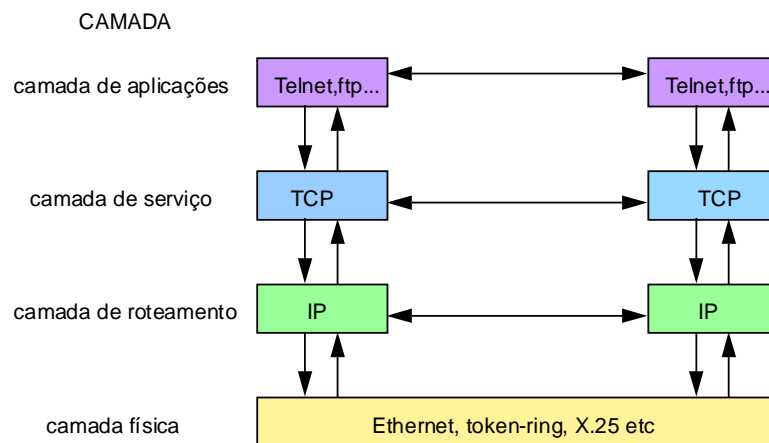 CAMADA
camada de aplicações
Telnet,ftp...
Telnet,ftp...
camada de serviço
TCP
TCP
camada de roteamento
IP
IP
camada física
Ethernet, token-ring, X.25 etc